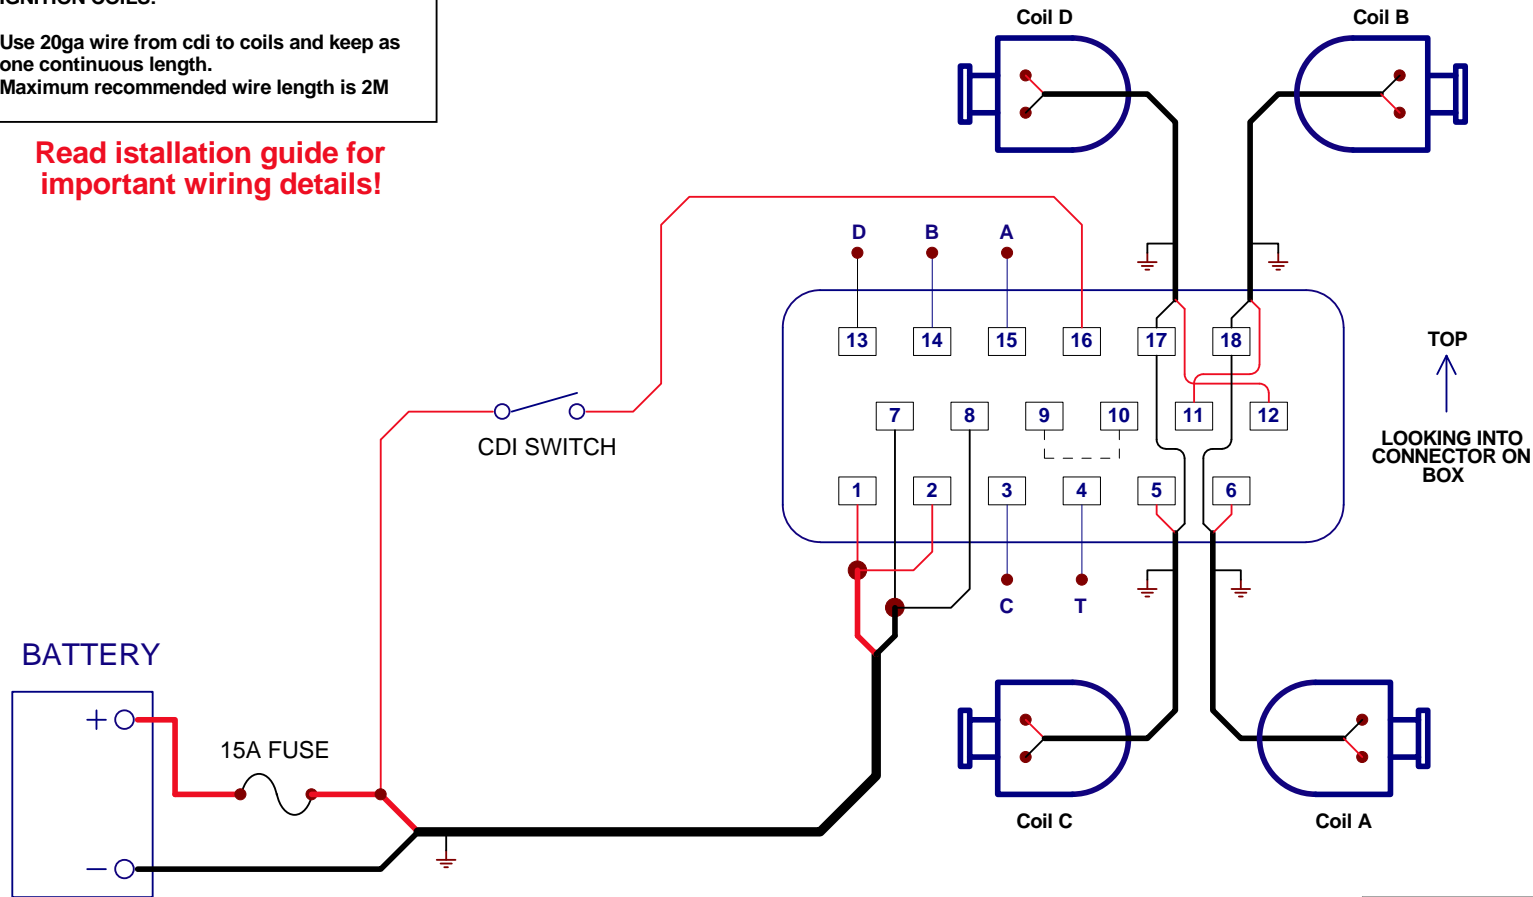 IGNITION COILS:
Use 20ga wire from cdi to coils and keep as
one continuous length.
Maximum recommended wire length is 2M
Read istallation guide for
important wiring details!
Coil D
Coil B
D
B
A
13
14
15
16
17
18
TOP
7
8
9
10
11
12
CDI SWITCH
LOOKING INTO
CONNECTOR ON
BOX
1
2
3
4
5
6
C
T
BATTERY
+
15A FUSE
−
Coil C
Coil A